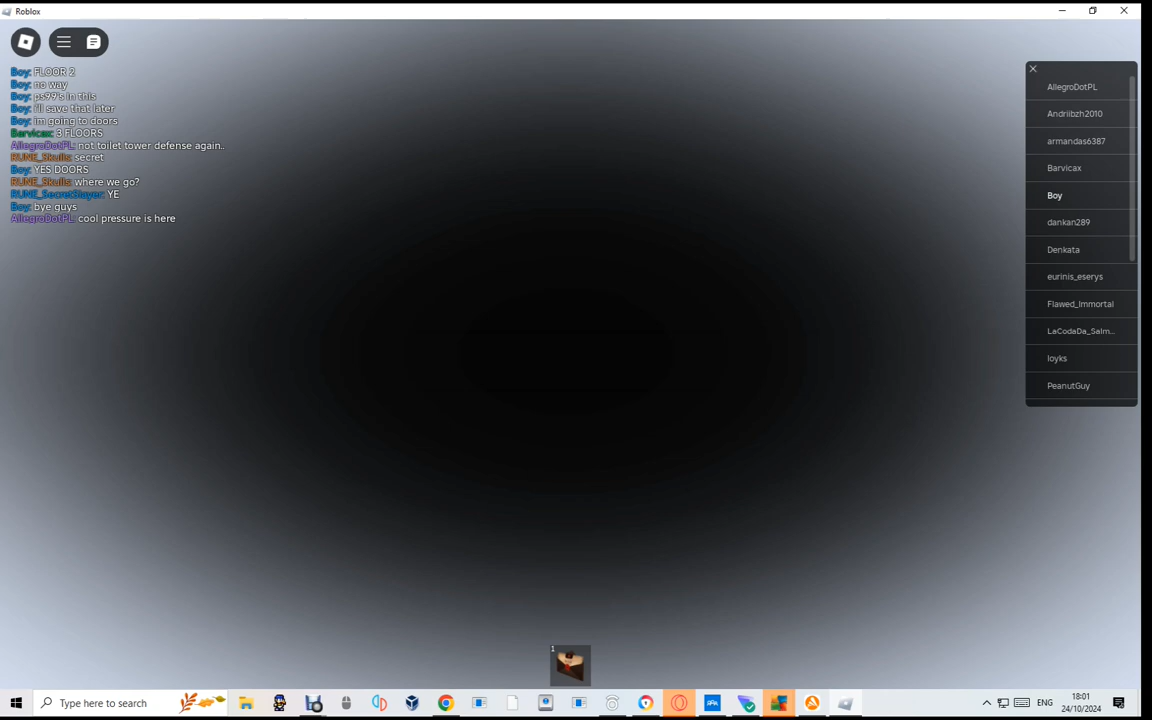 Roblox
Boy: FLOOR 2
Boy: no way
Boy: ps99's in this
Boy: i'll save that later
Boy: im going to doors
Barvicax: 3 FLOORS
AllegroDotPL: not toilet tower defense again..
RUNE_Skulls: secret
Boy: YES DOORS
RUNE_Skulls: where we go?
RUNE_SecretSlayer: YE
Boy: bye guys
AllegroDotPL: cool pressure is here
AllegroDotPL
Andriibzh2010
armandas6387
Barvicax
Boy
dankan289
Denkata
eurinis_eserys
Flawed_Immortal
LaCodaDa_Salm...
loyks
PeanutGuy
1
Type here to search
ENG
18:01
24/10/2024